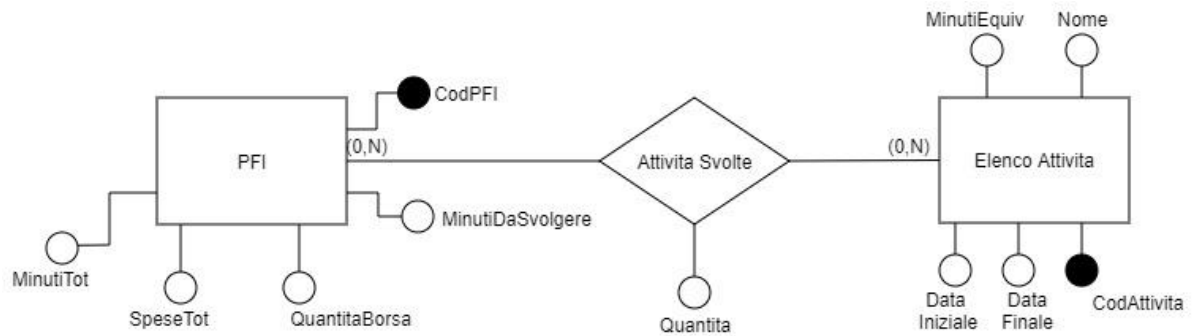 MinutiEquiv
Nome
CodPFI
(0,N)
(0,N)
PFI
Attivita Svolte
Elenco Attivita
MinutiDaSvolgere
MinutiTot
SpeseTot
QuantitaBorsa
Quantita
Data
Iniziale
Data
Finale
CodAttivita